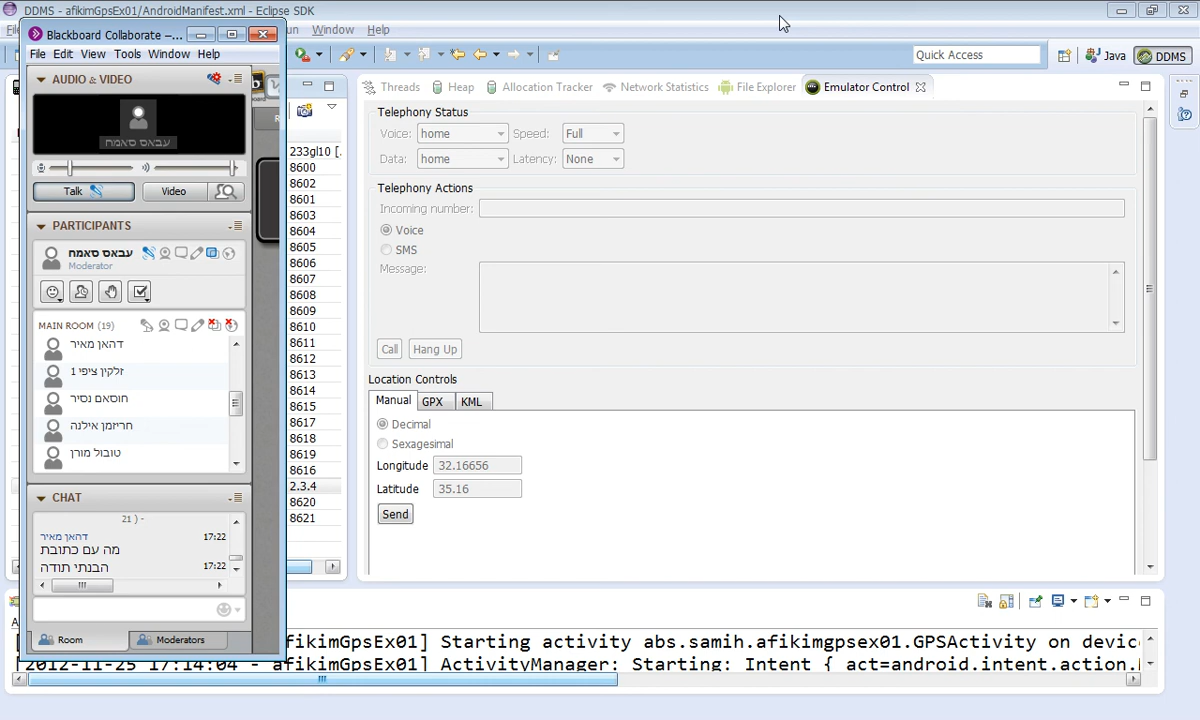 DDMS - afikimGpsEx01/AndroidManifest.xml - Eclipse SDK
Window Help
Quick Access
Java
DDMS
Blackboard Collaborate –...
File Edit View Tools Window Help
AUDIO & VIDEO
עבאס סאמח
Talk
Video
PARTICIPANTS
עבאס סאמח
Moderator
MAIN ROOM (19)
דהאן מאיר
זלקין ציפי 1
חוסאם נסיר
חריזמן אילנה
טובול מורן
CHAT
21 ) -
דהאן מאיר 17:22
מה עם כתובת
הבנתי תודה 17:22
Room
Moderators
233gl10 [.
8600
8602
8601
8603
8604
8605
8606
8607
8608
8609
8610
8611
8612
8613
8614
8615
8617
8618
8619
8616
2.3.4
8620
8621
Threads
Heap
Allocation Tracker
Network Statistics
File Explorer
Emulator Control
Telephony Status
Voice: home Speed: Full
Data: home Latency: None
Telephony Actions
Incoming number:
Voice
SMS
Message:
Call
Hang Up
Location Controls
Manual GPX KML
Decimal
Sexagesimal
Longitude 32.16656
Latitude 35.16
Send
afikimGpsEx01] Starting activity abs.samih.afikimgpsex01.GPSActivity on devic
[2012-11-25 17:14:04 - afikimGpsEx01] ActivityManager: Starting: Intent { act=android.intent.action.